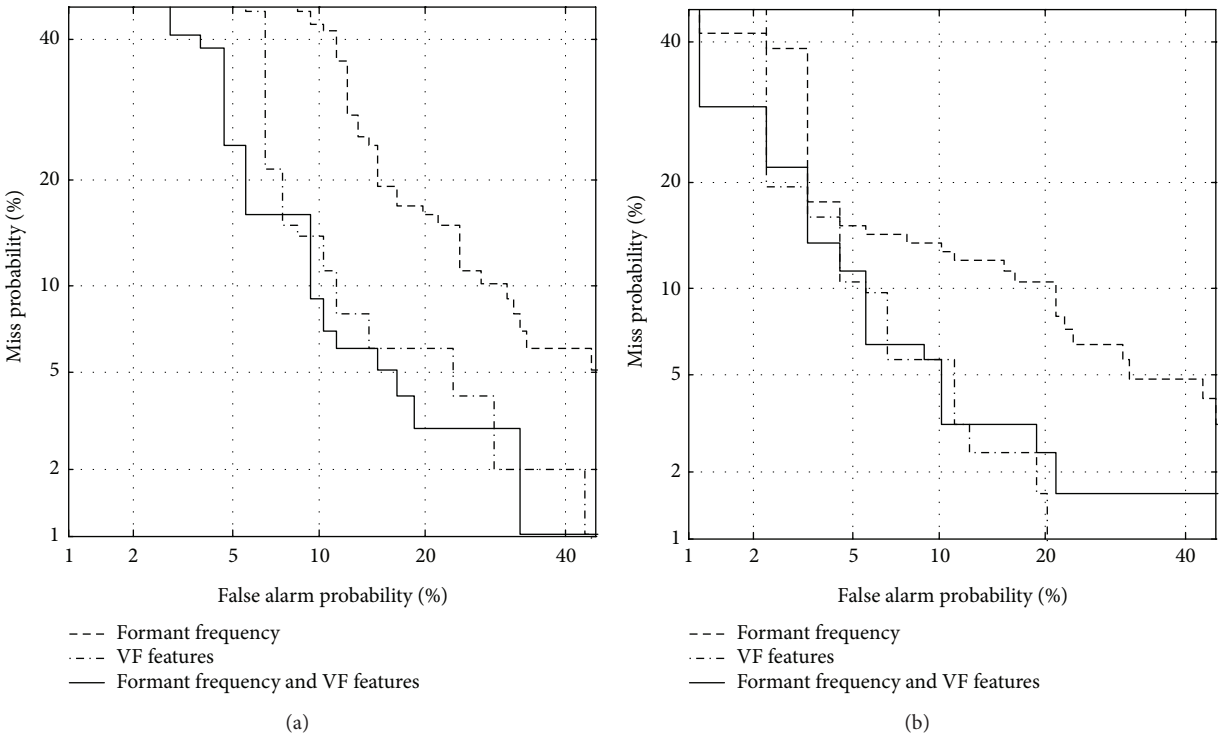 Miss probability (%)
40
20
10
5
2
1
1 2 5 10 20 40
False alarm probability (%)
Formant frequency
VF features
Formant frequency and VF features
(a)
Miss probability (%)
40
20
10
5
2
1
1 2 5 10 20 40
False alarm probability (%)
Formant frequency
VF features
Formant frequency and VF features
(b)